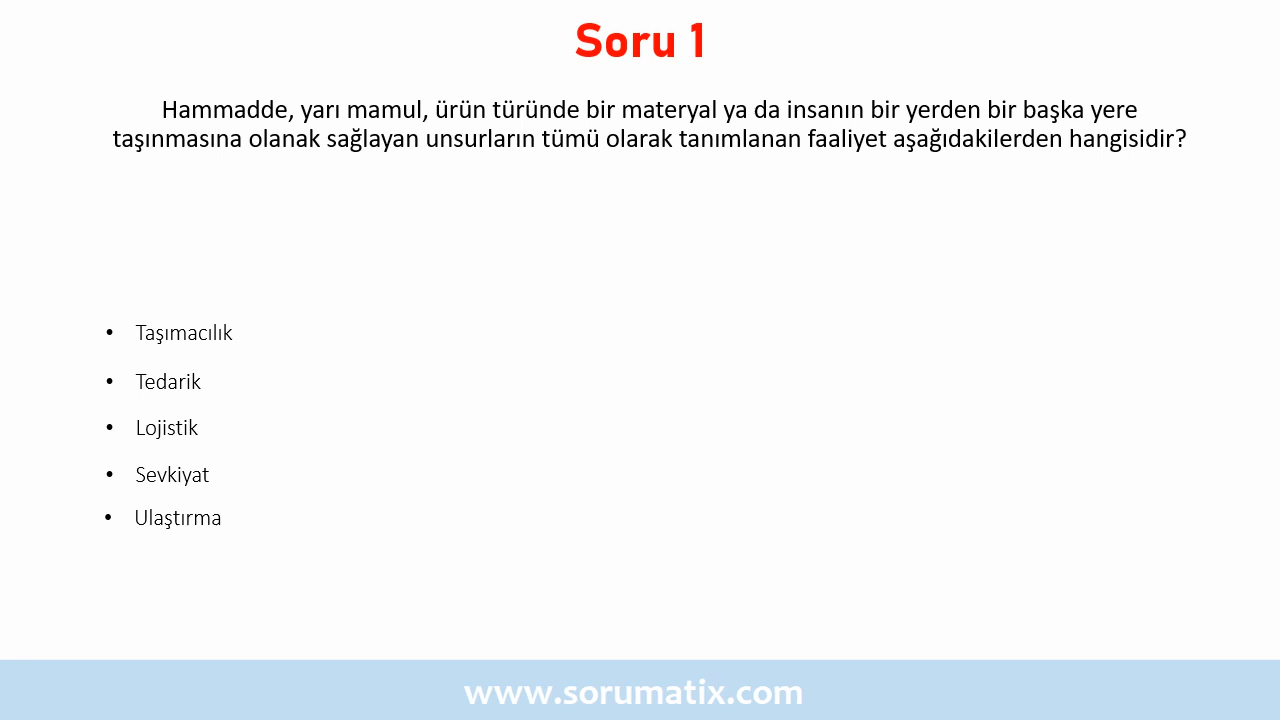 Soru 1
Hammadde, yarı mamul, ürün türünde bir materyal ya da insanın bir yerden bir başka yere
taşınmasına olanak sağlayan unsurların tümü olarak tanımlanan faaliyet aşağıdakilerden hangisidir?
• Taşımacılık
• Tedarik
• Lojistik
• Sevkiyat
• Ulaştırma
www.sorumatix.com